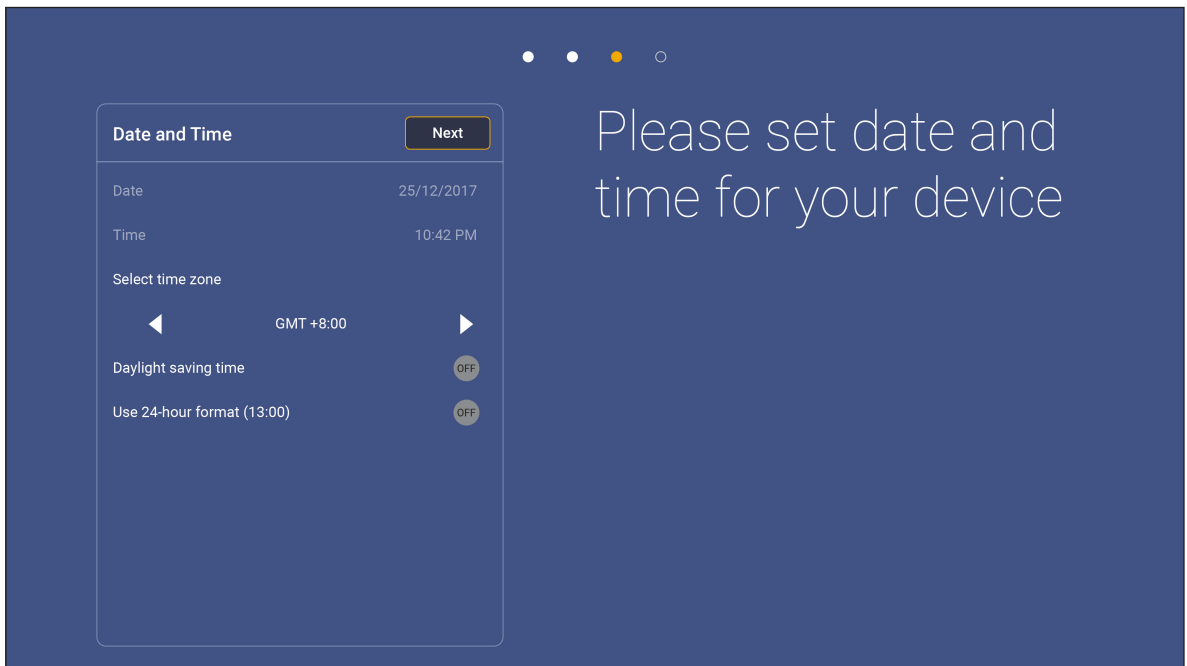 Date and Time
Next
Date
25/12/2017
Time
10:42 PM
Select time zone
GMT +8:00
Daylight saving time
OFF
Use 24-hour format (13:00)
OFF
Please set date and
time for your device